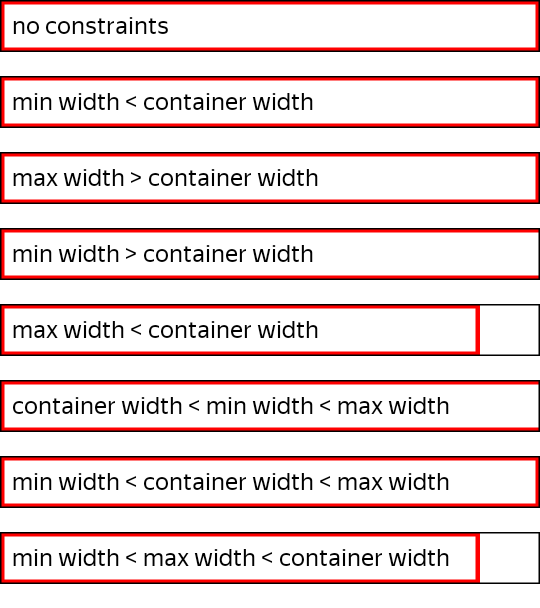 no constraints
min width < container width
max width > container width
min width > container width
max width < container width
container width < min width < max width
min width < container width < max width
min width < max width < container width